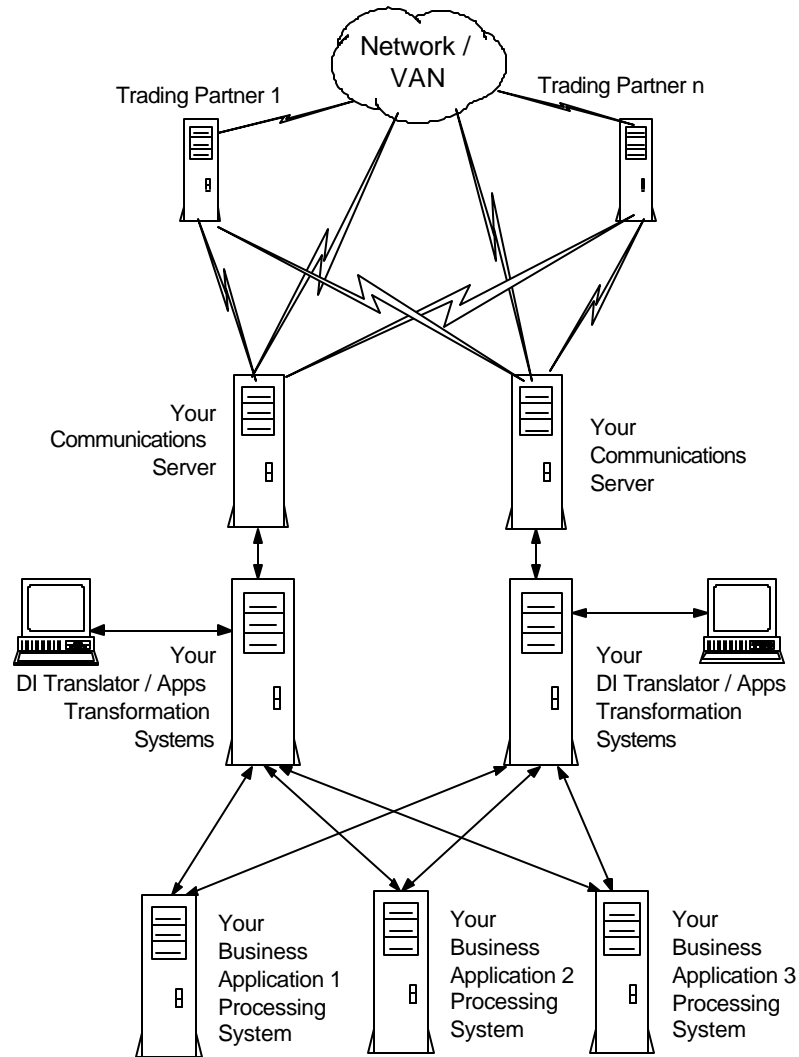 Network /
VAN
Trading Partner 1
Trading Partner n
Your
Communications
Server
Your
Communications
Server
Your
DI Translator / Apps
Transformation
Systems
Your
DI Translator / Apps
Transformation
Systems
Your
Business
Application 1
Processing
System
Your
Business
Application 2
Processing
System
Your
Business
Application 3
Processing
System